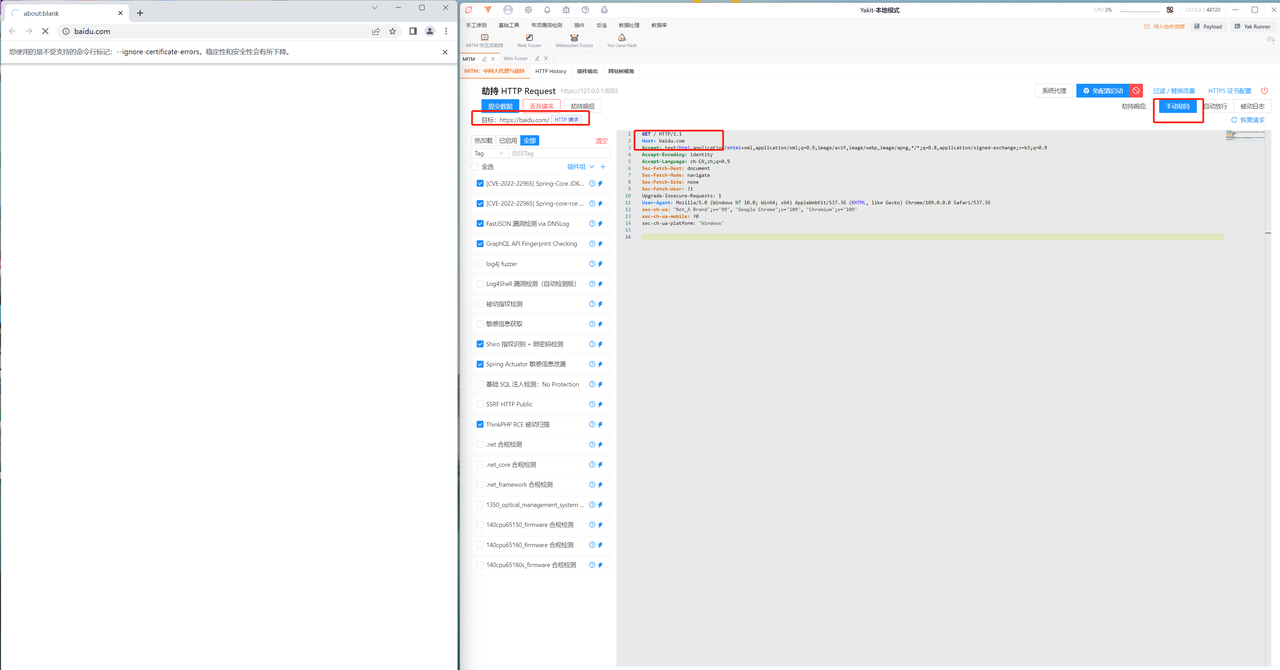 about:blank
baidu.com
您使用的是不受支持的命令行标记: --ignore-certificate-errors。稳定性和安全性会有所下降。
Yakit-本地模式
CPU 3%
127.0.0.1 48720
手工渗透 基础工具 专项漏洞检测 插件 反连 数据处理 数据库
导入协作资源 Payload Yak Runner
MITM 交互式劫持 Web Fuzzer Websocket Fuzzer Yso-Java Hack
MITM Web Fuzzer
MITM: 中间人代理与劫持 HTTP History 插件输出 网站树视角
劫持 HTTP Request https://127.0.0.1:8083
系统代理 免配置启动 过滤 / 替换流量 HTTPS 证书配置
提交数据 丢弃请求 劫持响应
劫持响应: 手动劫持 自动放行 被动日志
目标: https://baidu.com/ HTTP 请求
恢复请求
热加载 已启用 全部 清空
Tag 选择Tag
全选 插件组
[CVE-2022-22965] Spring-Core JDK...
[CVE-2022-22965] Spring-core-rce ...
FastJSON 漏洞检测 via DNSLog
GraphQL API Fingerprint Checking
log4j fuzzer
Log4Shell 漏洞检测（自动检测版）
被动指纹检测
敏感信息获取
Shiro 指纹识别 + 弱密码检测
Spring Actuator 敏感信息泄漏
基础 SQL 注入检测：No Protection
SSRF HTTP Public
ThinkPHP RCE 被动扫描
.net 合规检测
.net_core 合规检测
.net_framework 合规检测
1350_optical_management_system ...
140cpu65150_firmware 合规检测
140cpu65160_firmware 合规检测
140cpu65160s_firmware 合规检测
1 GET / HTTP/1.1
2 Host: baidu.com
3 Accept: text/html,application/xhtml+xml,application/xml;q=0.9,image/avif,image/webp,image/apng,*/*;q=0.8,application/signed-exchange;v=b3;q=0.9
4 Accept-Encoding: identity
5 Accept-Language: zh-CN,zh;q=0.9
6 Sec-Fetch-Dest: document
7 Sec-Fetch-Mode: navigate
8 Sec-Fetch-Site: none
9 Sec-Fetch-User: ?1
10 Upgrade-Insecure-Requests: 1
11 User-Agent: Mozilla/5.0 (Windows NT 10.0; Win64; x64) AppleWebKit/537.36 (KHTML, like Gecko) Chrome/109.0.0.0 Safari/537.36
12 sec-ch-ua: "Not_A Brand";v="99", "Google Chrome";v="109", "Chromium";v="109"
13 sec-ch-ua-mobile: ?0
14 sec-ch-ua-platform: "Windows"
15
16